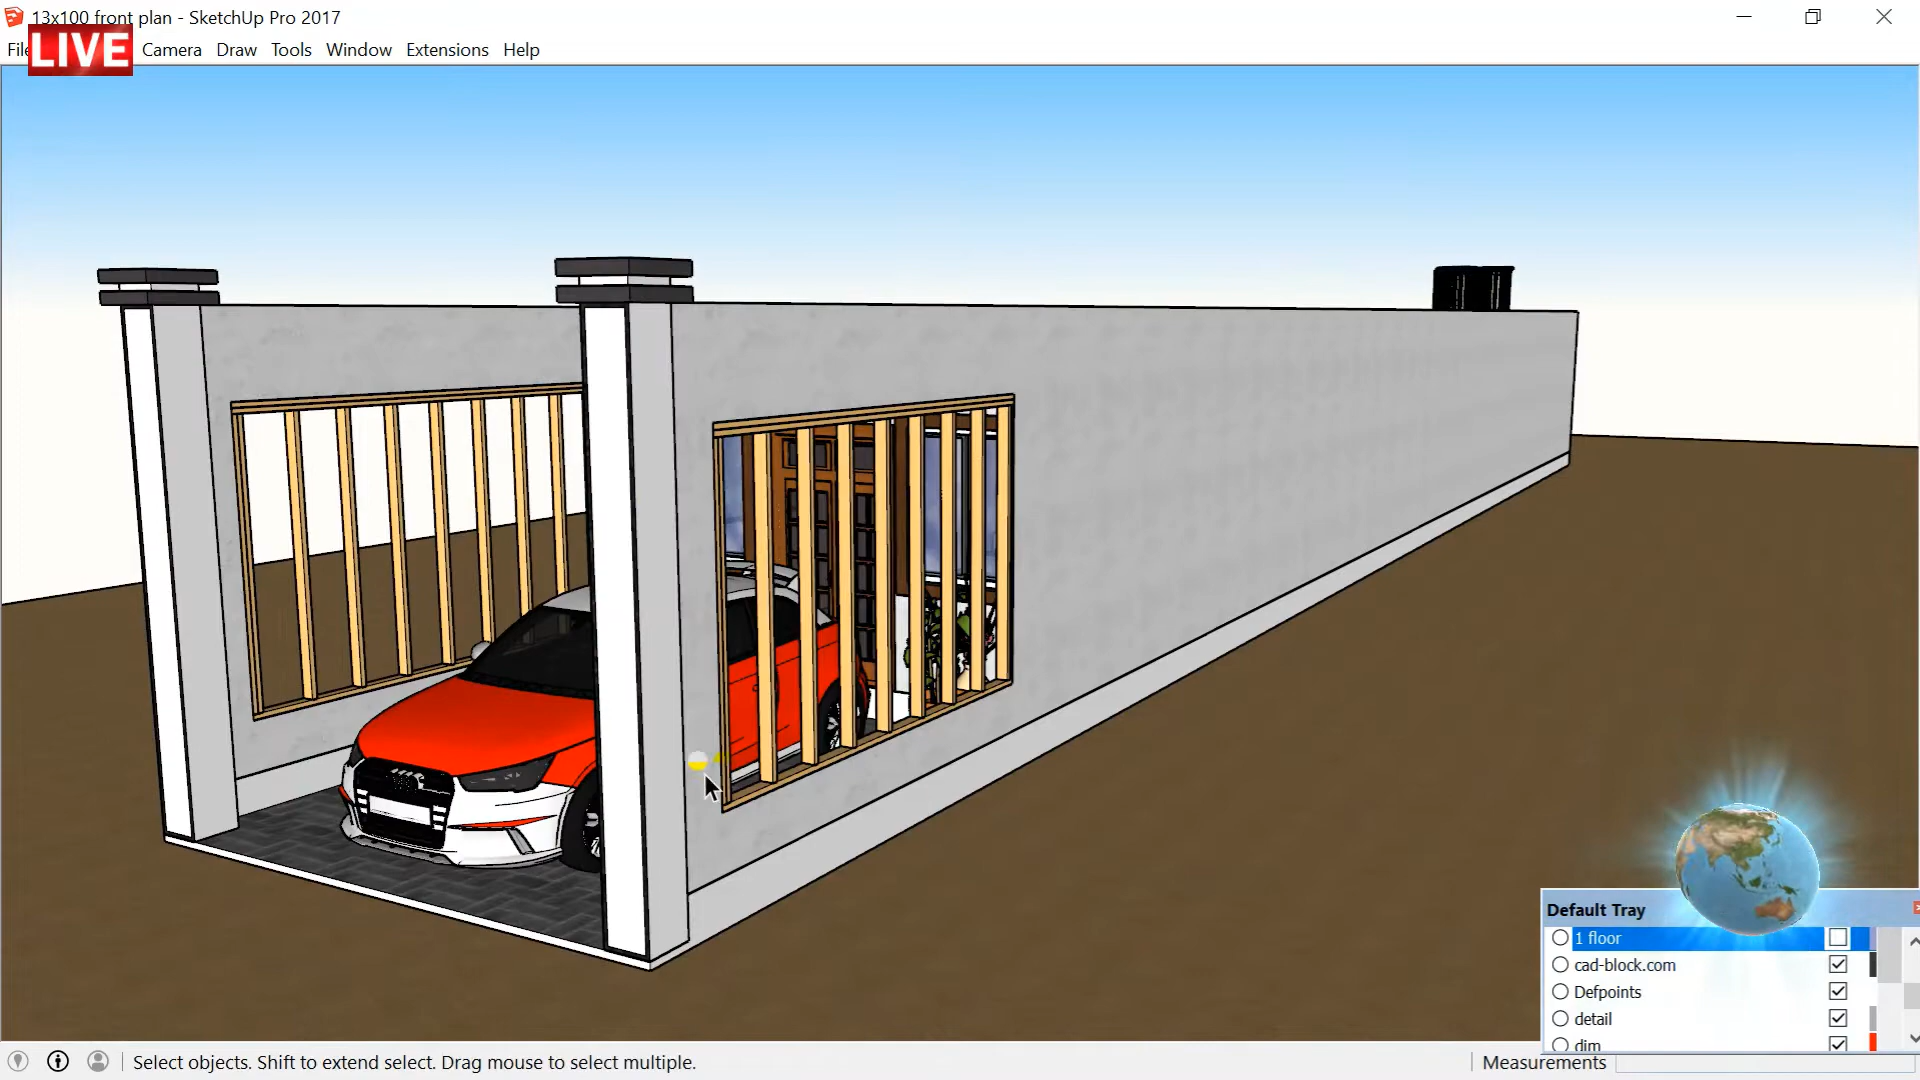 13x100 front plan - SketchUp Pro 2017
File Camera Draw Tools Window Extensions Help
LIVE
Default Tray
1 floor
cad-block.com
Defpoints
detail
dim
Select objects. Shift to extend select. Drag mouse to select multiple.
Measurements